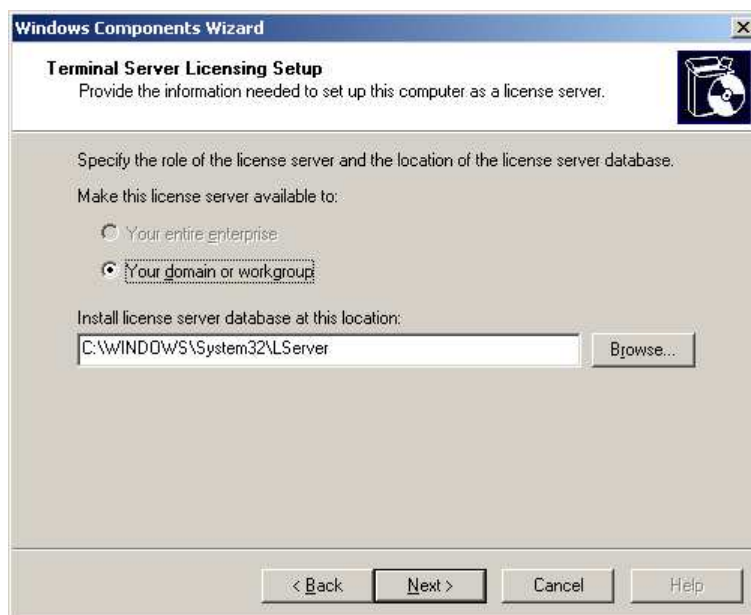 Windows Components Wizard
Terminal Server Licensing Setup
Provide the information needed to set up this computer as a license server.
Specify the role of the license server and the location of the license server database.
Make this license server available to:
Your entire enterprise
Your domain or workgroup
Install license server database at this location:
C:\WINDOWS\System32\LServer
Browse...
< Back Next > Cancel Help